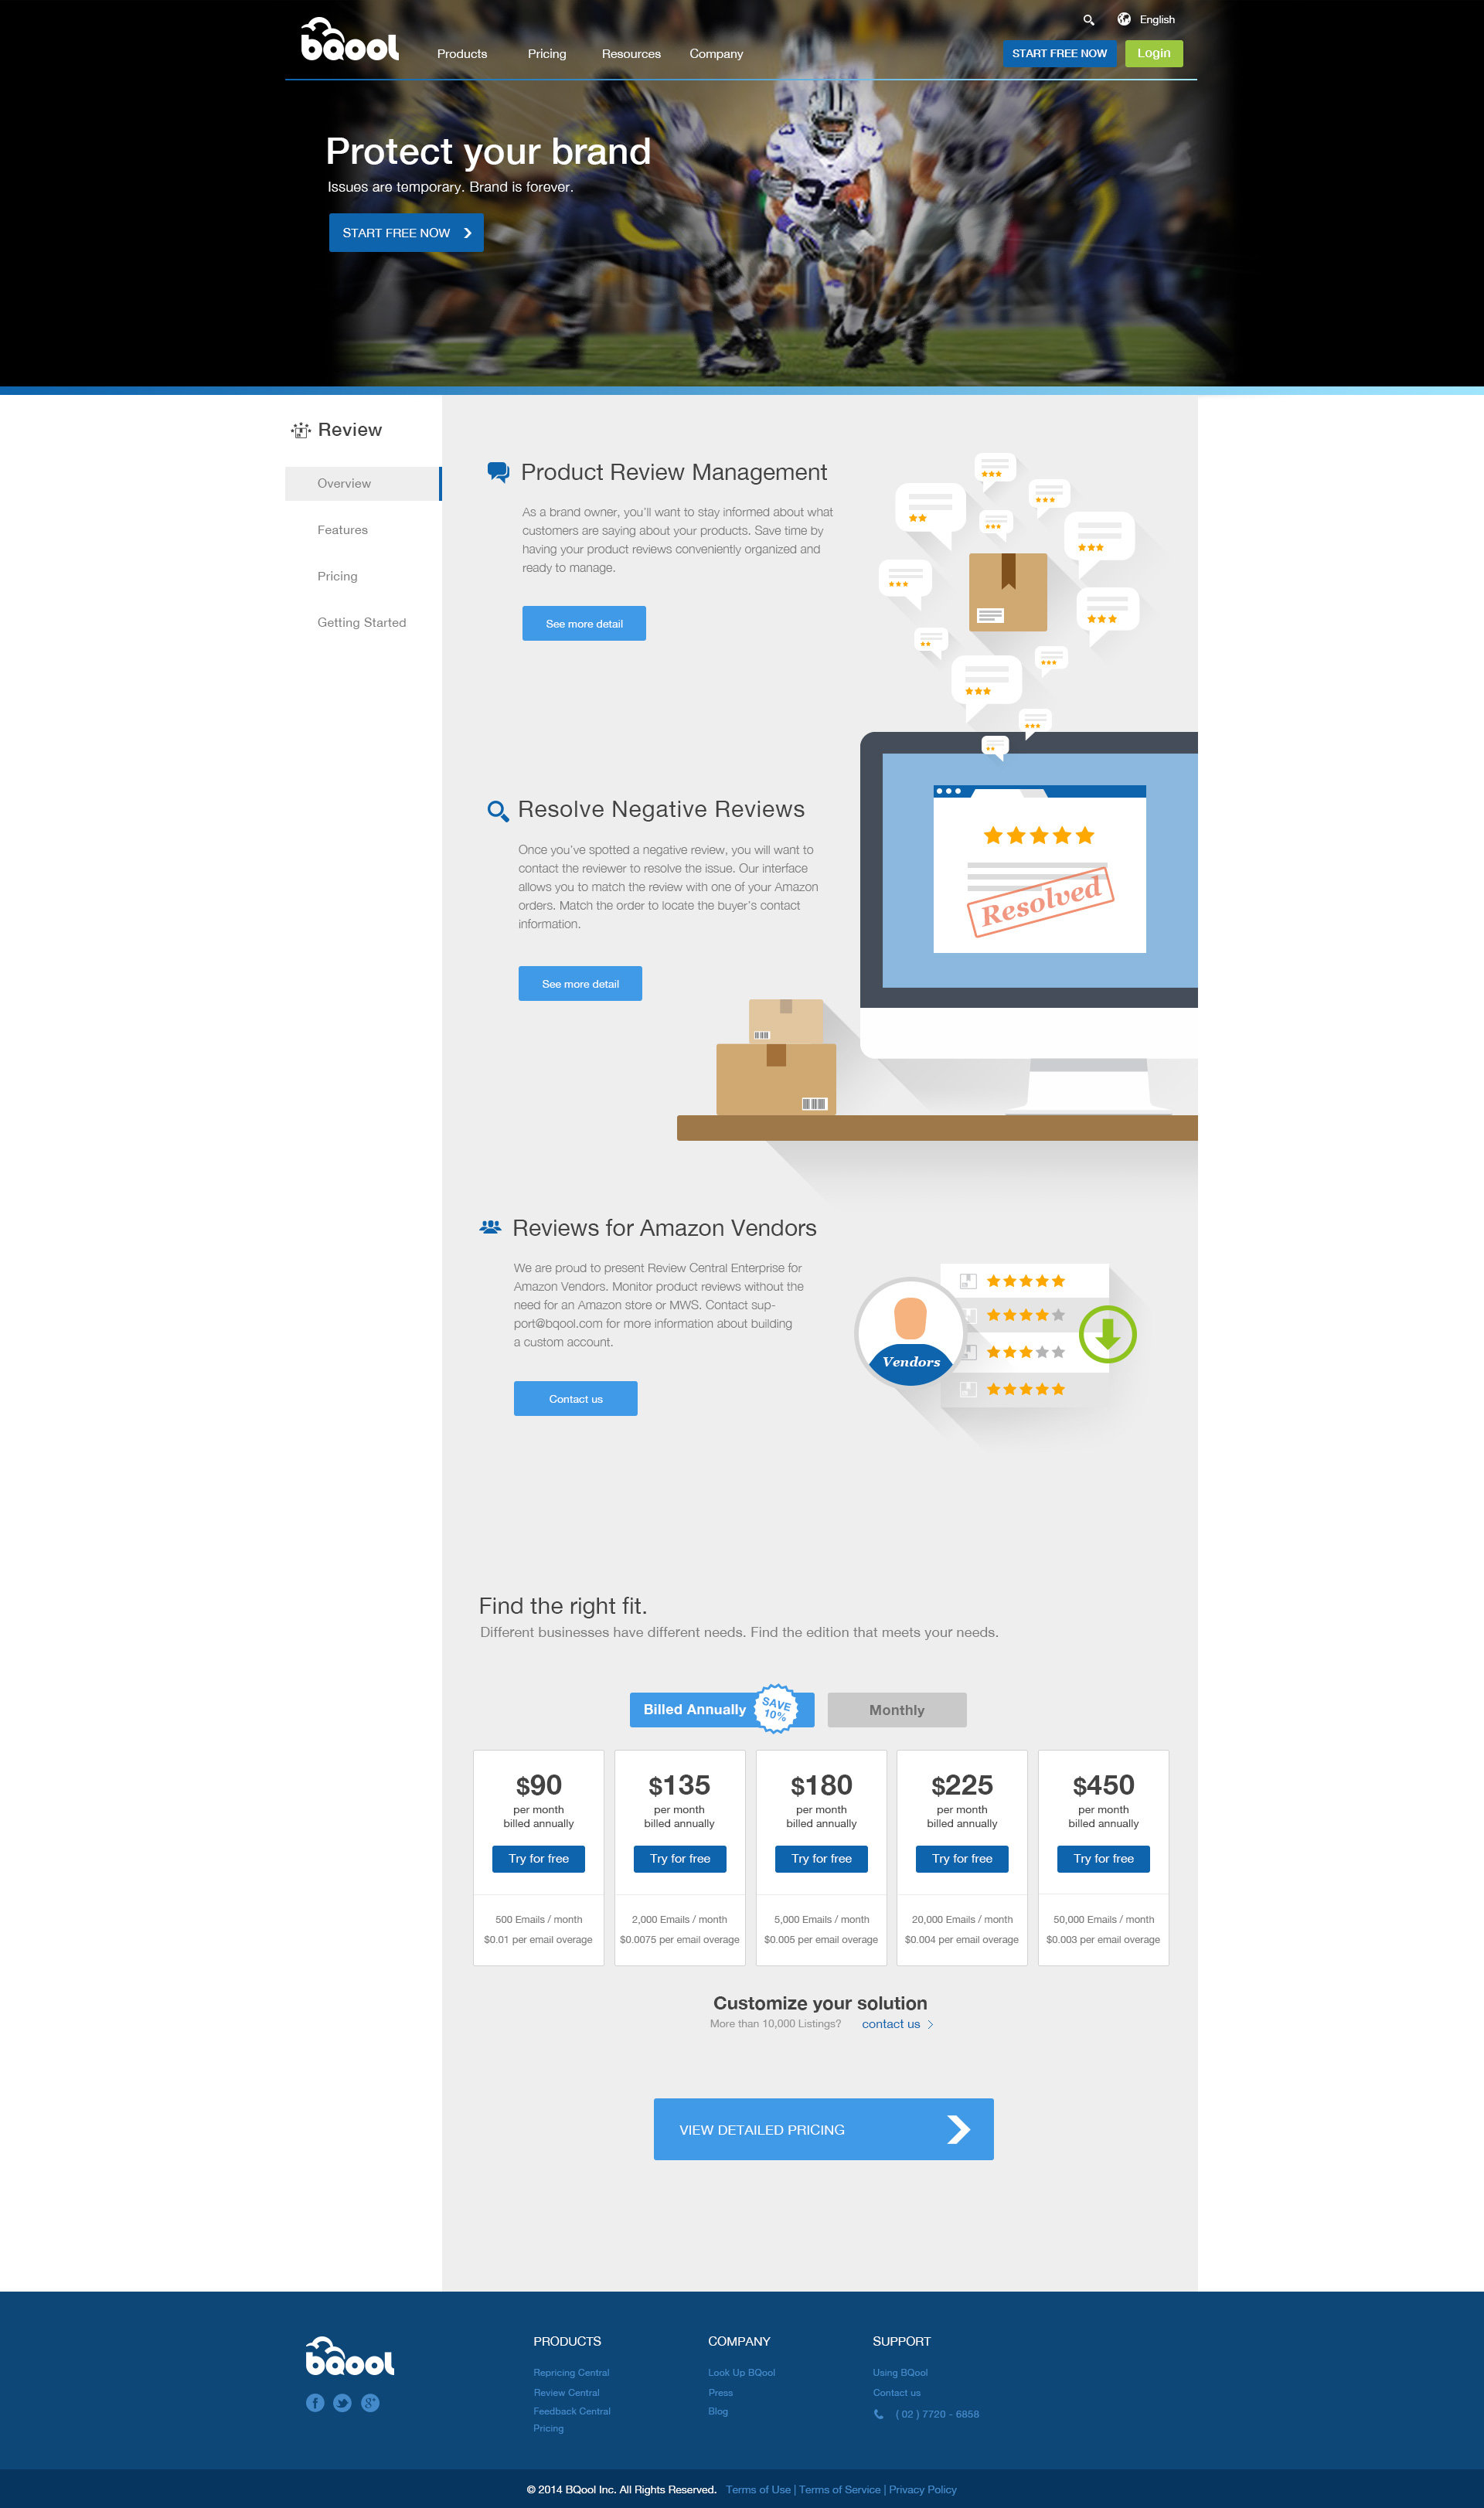 English
bQool
Products
Pricing
Resources
Company
START FREE NOW
Login
Protect your brand
Issues are temporary. Brand is forever.
START FREE NOW
Review
Overview
Features
Pricing
Getting Started
Product Review Management
As a brand owner, you'll want to stay informed about what
customers are saying about your products. Save time by
having your product reviews conveniently organized and
ready to manage.
See more detail
Resolve Negative Reviews
Once you've spotted a negative review, you will want to
contact the reviewer to resolve the issue. Our interface
allows you to match the review with one of your Amazon
orders. Match the order to locate the buyer's contact
information.
See more detail
Resolved
Reviews for Amazon Vendors
We are proud to present Review Central Enterprise for
Amazon Vendors. Monitor product reviews without the
need for an Amazon store or MWS. Contact sup-
port@bqool.com for more information about building
a custom account.
Contact us
Vendors
Find the right fit.
Different businesses have different needs. Find the edition that meets your needs.
Billed Annually
SAVE
10%
Monthly
$90
per month
billed annually
Try for free
500 Emails / month
$0.01 per email overage
$135
per month
billed annually
Try for free
2,000 Emails / month
$0.0075 per email overage
$180
per month
billed annually
Try for free
5,000 Emails / month
$0.005 per email overage
$225
per month
billed annually
Try for free
20,000 Emails / month
$0.004 per email overage
$450
per month
billed annually
Try for free
50,000 Emails / month
$0.003 per email overage
Customize your solution
More than 10,000 Listings? contact us
VIEW DETAILED PRICING
bQool
PRODUCTS
Repricing Central
Review Central
Feedback Central
Pricing
COMPANY
Look Up BQool
Press
Blog
SUPPORT
Using BQool
Contact us
( 02 ) 7720 - 6858
© 2014 BQool Inc. All Rights Reserved. Terms of Use | Terms of Service | Privacy Policy